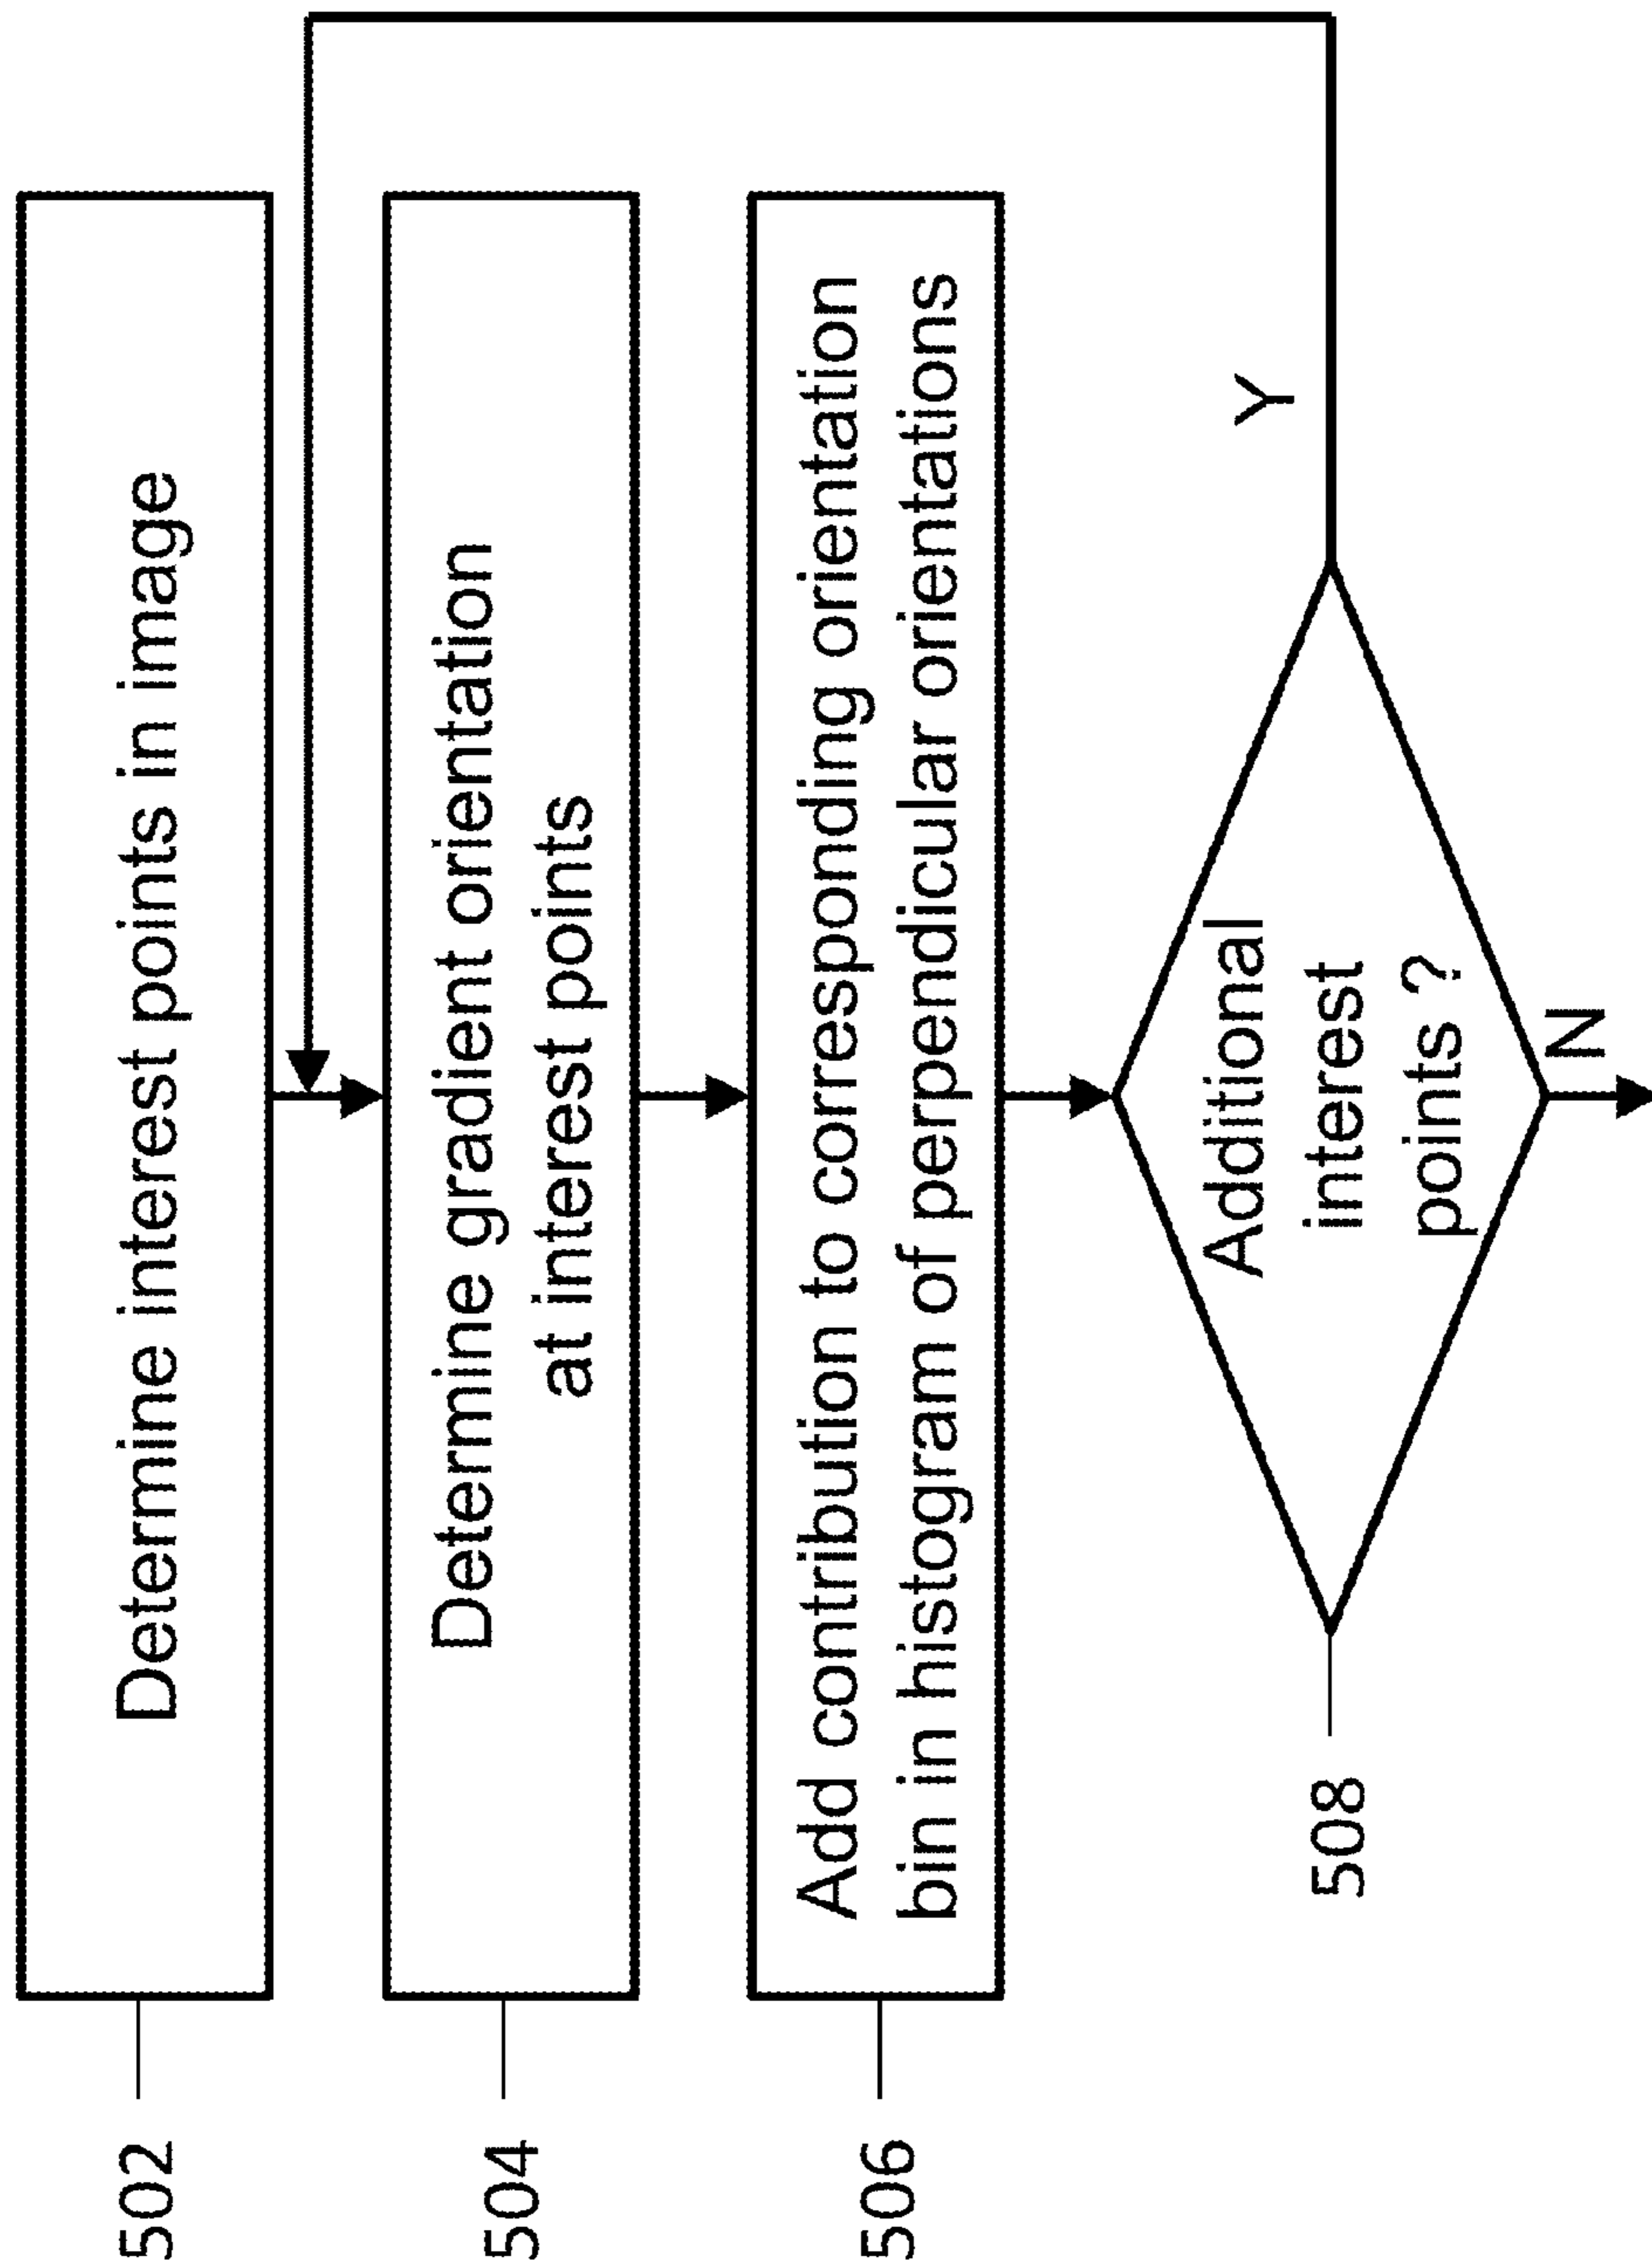 502
Determine interest points in image
504
Determine gradient orientation
at interest points
506
Add contribution to corresponding orientation
bin in histogram of perpendicular orientations
508
Additional
interest
points ?
Y
N